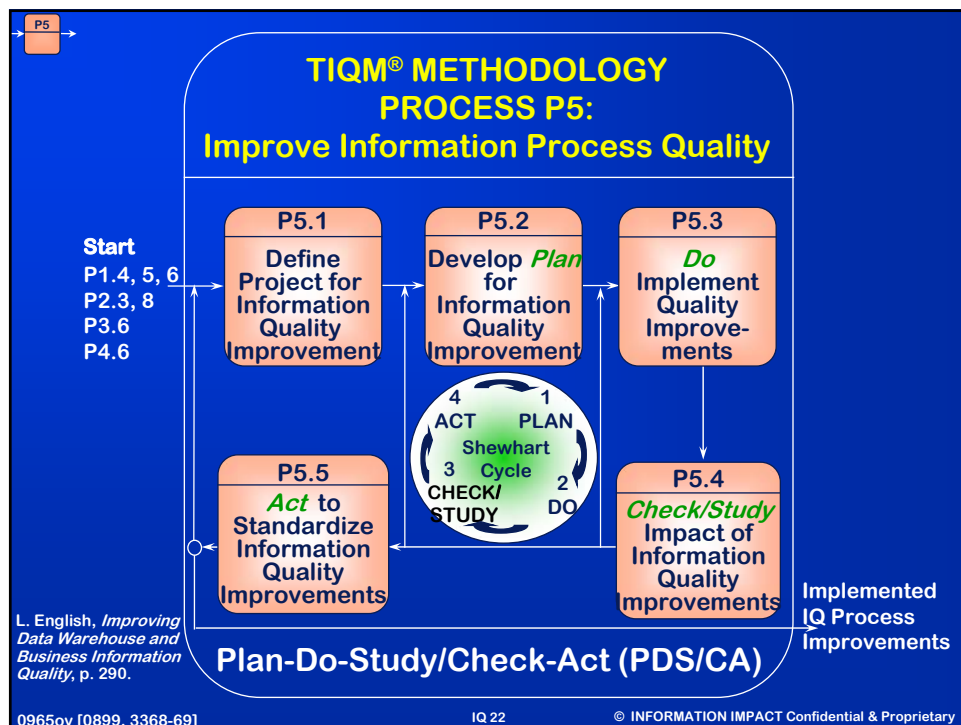 P5
TIQM® METHODOLOGY
PROCESS P5:
Improve Information Process Quality
Start
P1.4, 5, 6
P2.3, 8
P3.6
P4.6
P5.1
Define
Project for
Information
Quality
Improvement
P5.2
Develop Plan
for
Information
Quality
Improvement
P5.3
Do
Implement
Quality
Improve-
ments
4
ACT
1
PLAN
Shewhart
Cycle
3
CHECK/
STUDY
2
DO
P5.5
Act to
Standardize
Information
Quality
Improvements
P5.4
Check/Study
Impact of
Information
Quality
Improvements
Implemented
IQ Process
Improvements
L. English, Improving
Data Warehouse and
Business Information
Quality, p. 290.
Plan-Do-Study/Check-Act (PDS/CA)
0965ov [0899, 3368-69]
IQ 22
© INFORMATION IMPACT Confidential & Proprietary